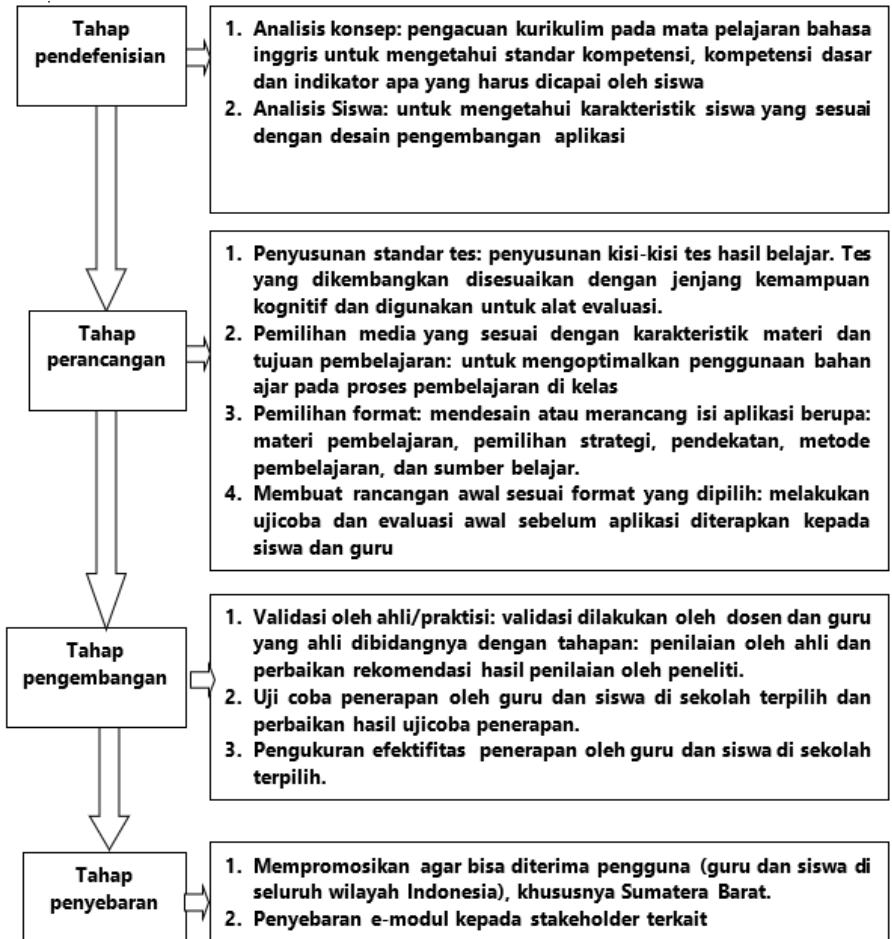 Tahap
pendefenisian
1. Analisis konsep: pengacuan kurikulim pada mata pelajaran bahasa
inggris untuk mengetahui standar kompetensi, kompetensi dasar
dan indikator apa yang harus dicapai oleh siswa
2. Analisis Siswa: untuk mengetahui karakteristik siswa yang sesuai
dengan desain pengembangan aplikasi
Tahap
perancangan
1. Penyusunan standar tes: penyusunan kisi-kisi tes hasil belajar. Tes
yang dikembangkan disesuaikan dengan jenjang kemampuan
kognitif dan digunakan untuk alat evaluasi.
2. Pemilihan media yang sesuai dengan karakteristik materi dan
tujuan pembelajaran: untuk mengoptimalkan penggunaan bahan
ajar pada proses pembelajaran di kelas
3. Pemilihan format: mendesain atau merancang isi aplikasi berupa:
materi pembelajaran, pemilihan strategi, pendekatan, metode
pembelajaran, dan sumber belajar.
4. Membuat rancangan awal sesuai format yang dipilih: melakukan
ujicoba dan evaluasi awal sebelum aplikasi diterapkan kepada
siswa dan guru
Tahap
pengembangan
1. Validasi oleh ahli/praktisi: validasi dilakukan oleh dosen dan guru
yang ahli dibidangnya dengan tahapan: penilaian oleh ahli dan
perbaikan rekomendasi hasil penilaian oleh peneliti.
2. Uji coba penerapan oleh guru dan siswa di sekolah terpilih dan
perbaikan hasil ujicoba penerapan.
3. Pengukuran efektifitas penerapan oleh guru dan siswa di sekolah
terpilih.
Tahap
penyebaran
1. Mempromosikan agar bisa diterima pengguna (guru dan siswa di
seluruh wilayah Indonesia), khususnya Sumatera Barat.
2. Penyebaran e-modul kepada stakeholder terkait